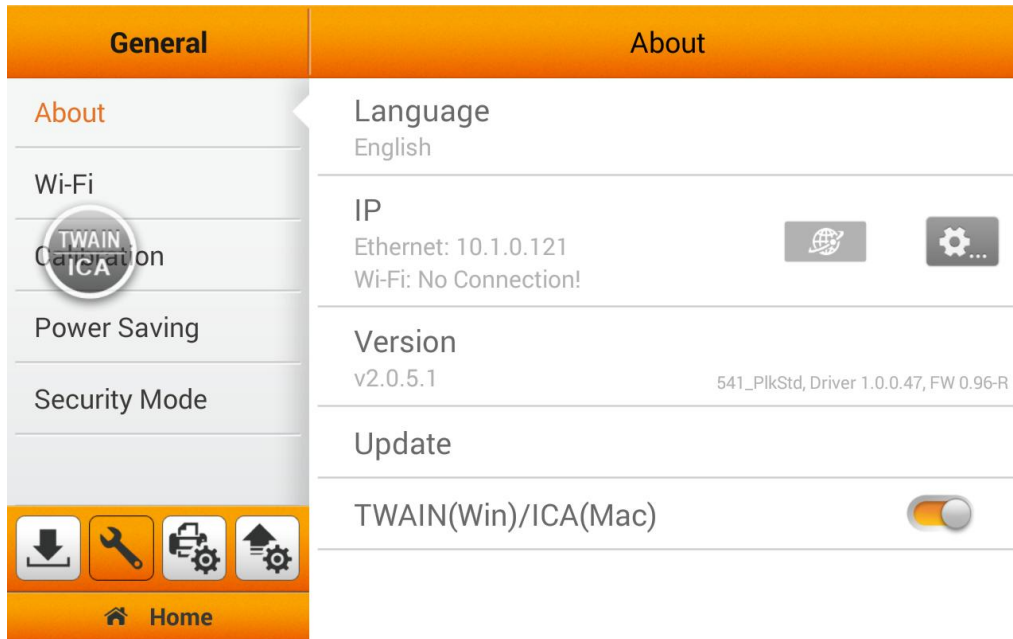 General
About
About
Wi-Fi
Calibration
TWAIN
ICA
Power Saving
Security Mode
Home
Language
English
IP
Ethernet: 10.1.0.121
Wi-Fi: No Connection!
Version
v2.0.5.1
541_PlkStd, Driver 1.0.0.47, FW 0.96-R
Update
TWAIN(Win)/ICA(Mac)